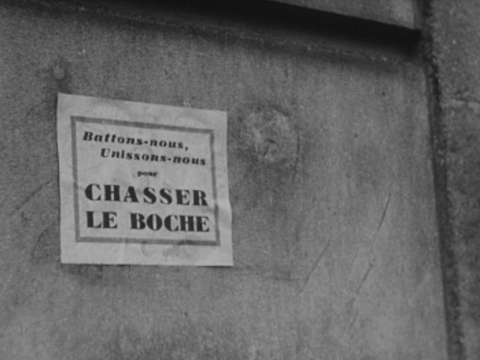 Battons-nous,
Unissons-nous
pour
CHASSER
LE BOCHE